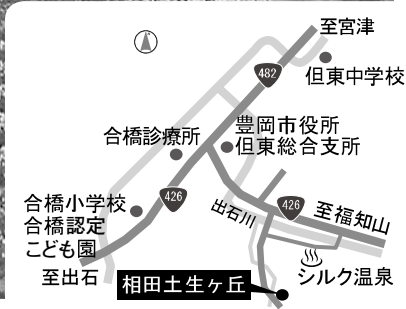 至宮津
482
但東中学校
合橋診療所
豊岡市役所
但東総合支所
合橋小学校
合橋認定
こども園
426
出石川
426
至福知山
至出石
シルク温泉
相田土生ヶ丘